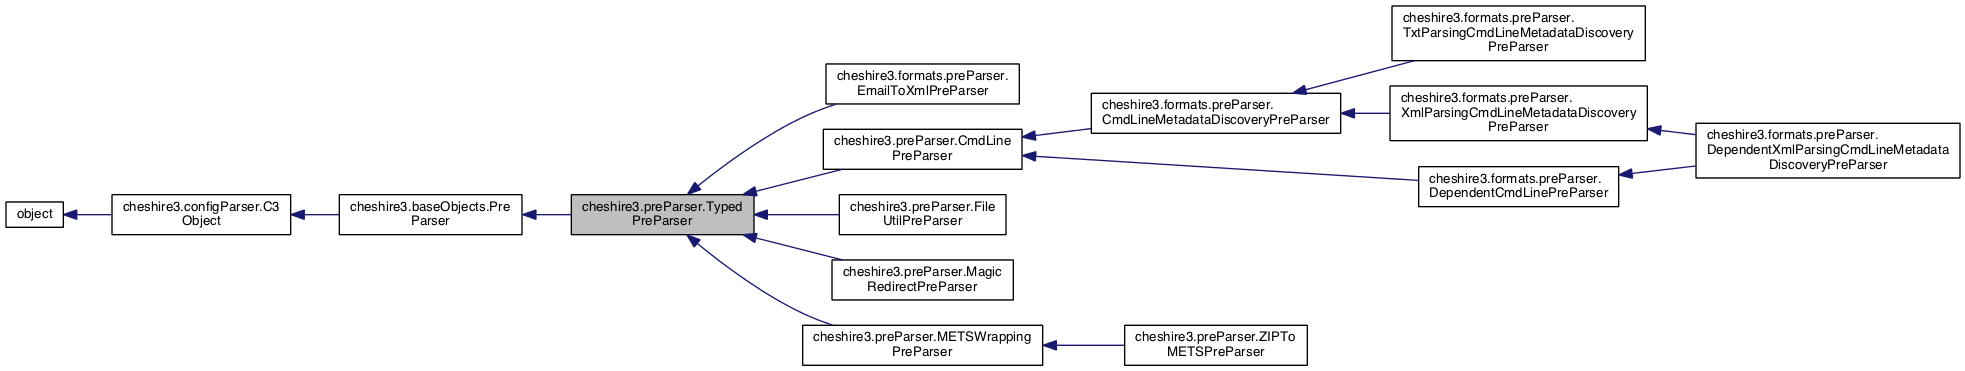 object
cheshire3.configParser.C3
Object
cheshire3.baseObjects.Pre
Parser
cheshire3.preParser.Typed
PreParser
cheshire3.formats.preParser.
EmailToXmlPreParser
cheshire3.preParser.CmdLine
PreParser
cheshire3.preParser.File
UtilPreParser
cheshire3.preParser.Magic
RedirectPreParser
cheshire3.preParser.METSWrapping
PreParser
cheshire3.formats.preParser.
CmdLineMetadataDiscoveryPreParser
cheshire3.preParser.ZIPTo
METSPreParser
cheshire3.formats.preParser.
TxtParsingCmdLineMetadataDiscovery
PreParser
cheshire3.formats.preParser.
XmlParsingCmdLineMetadataDiscovery
PreParser
cheshire3.formats.preParser.
DependentCmdLinePreParser
cheshire3.formats.preParser.
DependentXmlParsingCmdLineMetadata
DiscoveryPreParser